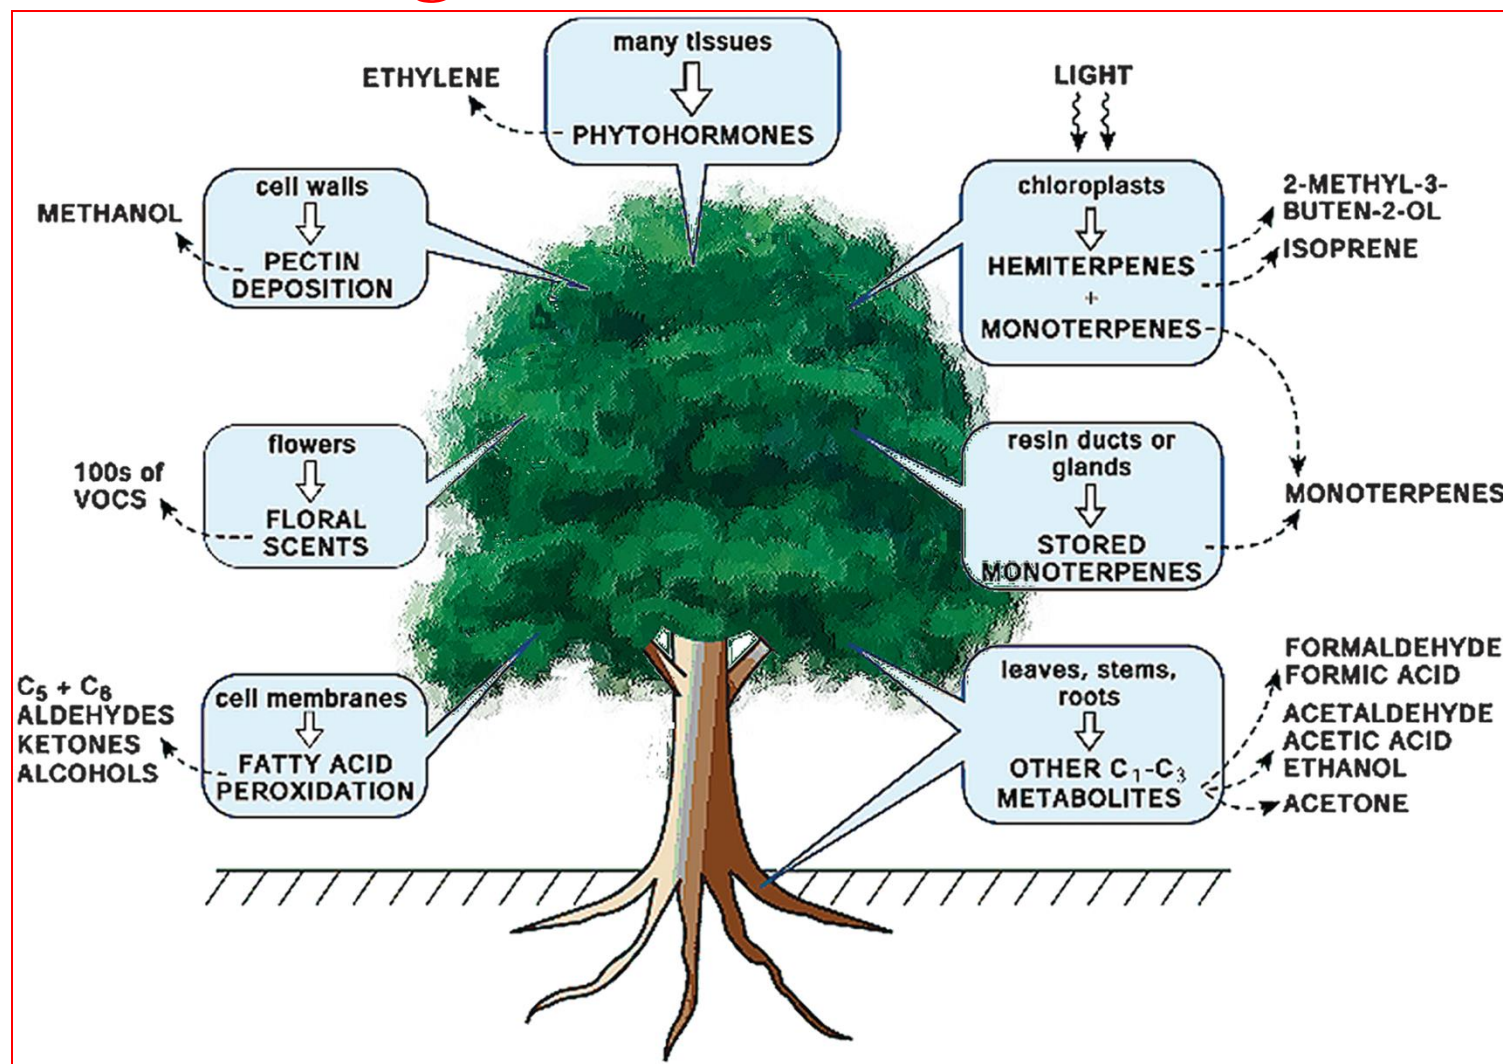 many tissues
PHYTOHORMONES
ETHYLENE
LIGHT
cell walls
PECTIN
DEPOSITION
METHANOL
chloroplasts
HEMITERPENES
+
MONOTERPENES
2-METHYL-3-
BUTEN-2-OL
ISOPRENE
flowers
FLORAL
SCENTS
100s of
VOCS
resin ducts or
glands
STORED
MONOTERPENES
MONOTERPENES
cell membranes
FATTY ACID
PEROXIDATION
C₅ + C₆
ALDEHYDES
KETONES
ALCOHOLS
leaves, stems,
roots
OTHER C₁-C₃
METABOLITES
FORMALDEHYDE
FORMIC ACID
ACETALDEHYDE
ACETIC ACID
ETHANOL
ACETONE